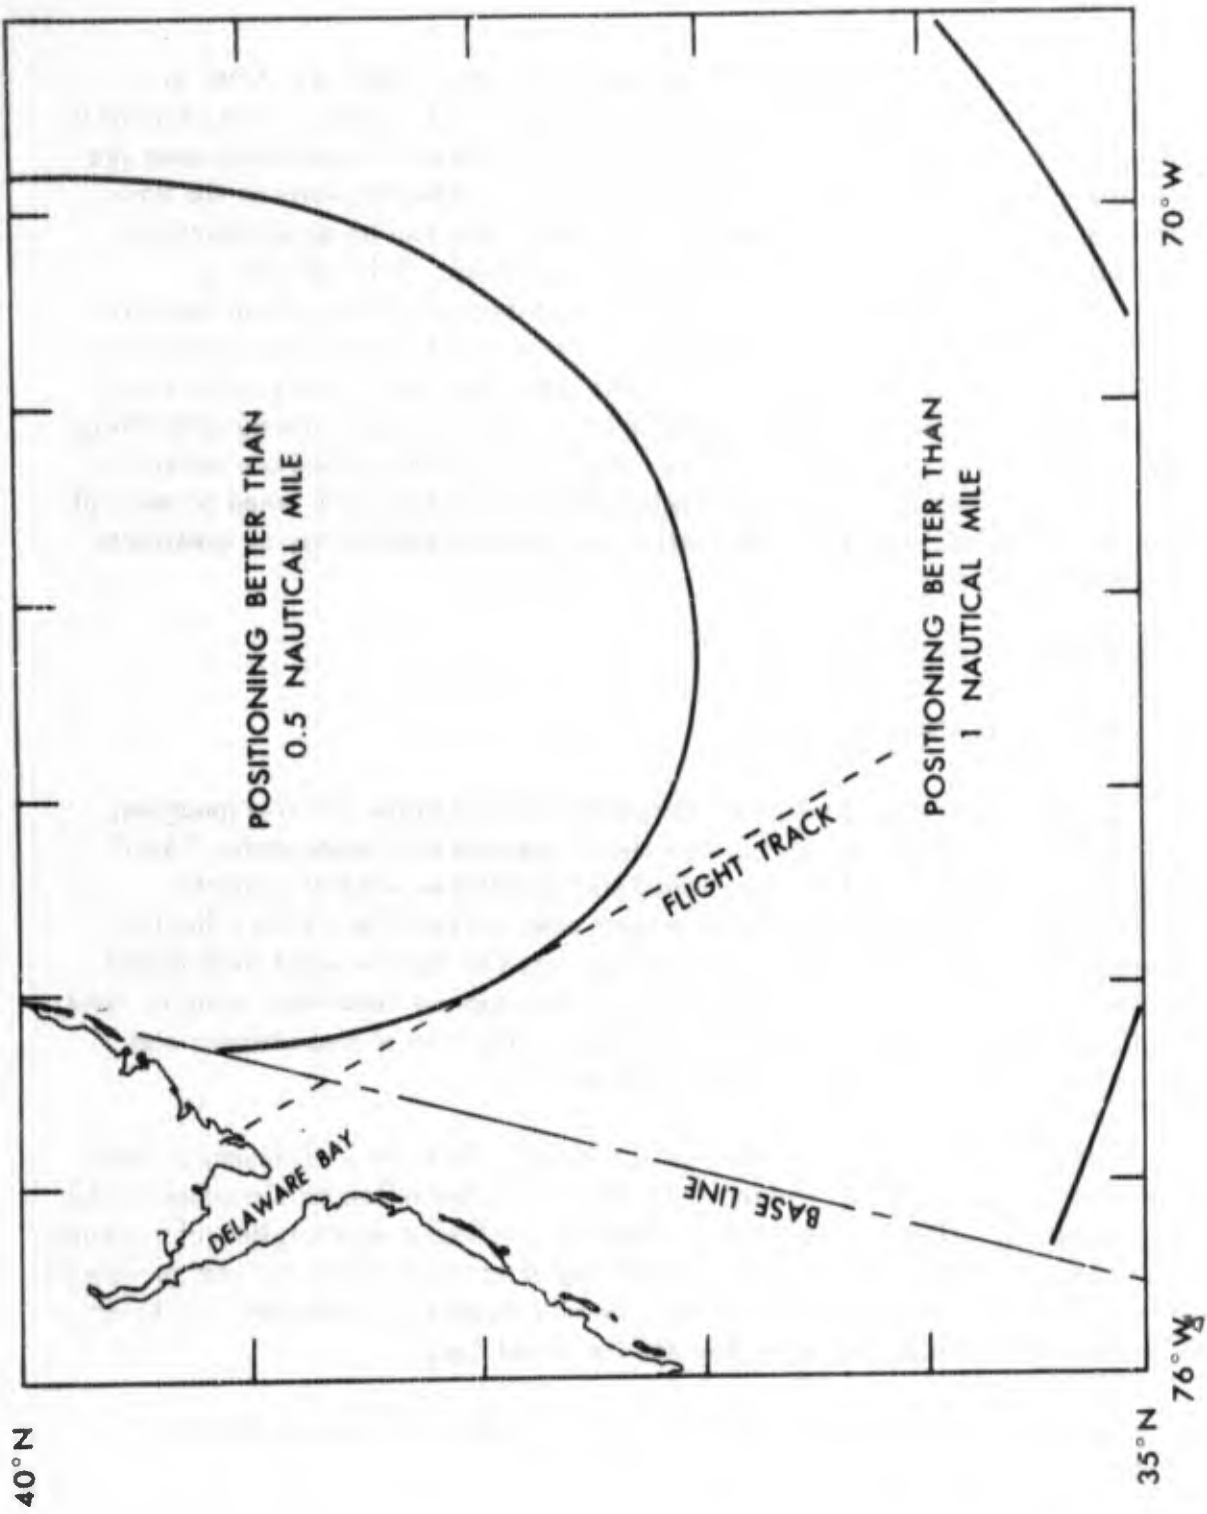 40°N
POSITIONING BETTER THAN
0.5 NAUTICAL MILE
DELAWARE BAY
FLIGHT TRACK
BASE LINE
POSITIONING BETTER THAN
1 NAUTICAL MILE
35°N
76°W
70°W